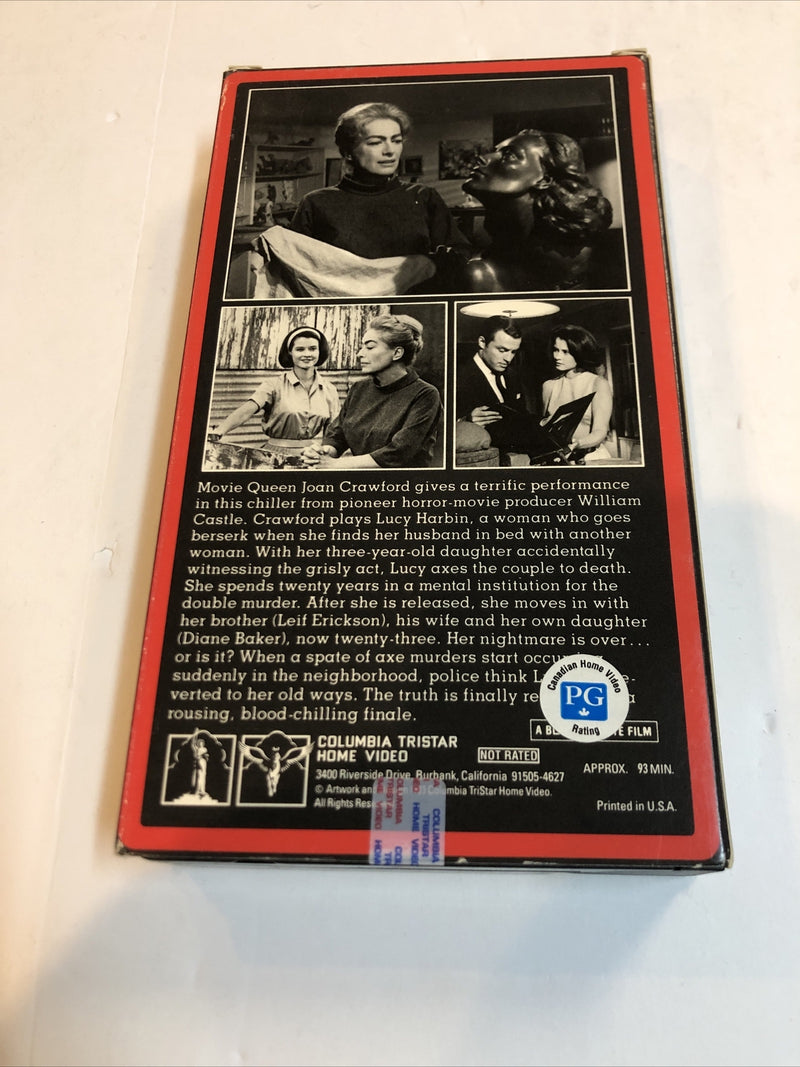 Movie Queen Joan Crawford gives a terrific performance
in this chiller from pioneer horror-movie producer William
Castle. Crawford plays Lucy Harbin, a woman who goes
berserk when she finds her husband in bed with another
woman. With her three-year-old daughter accidentally
witnessing the grisly act, Lucy axes the couple to death.
She spends twenty years in a mental institution for the
double murder. After she is released, she moves in with
her brother (Leif Erickson), his wife and her own daughter
(Diane Baker), now twenty-three. Her nightmare is over...
or is it? When a spate of axe murders start
suddenly in the neighborhood, police think
verted to her old ways. The truth is finally a
rousing, blood-chilling finale.
Canadian Home Video
PG
Rating
A FILM
COLUMBIA TRISTAR
HOME VIDEO
NOT RATED
APPROX. 93 MIN.
3400 Riverside Drive, Burbank, California 91505-4627
© Artwork and Columbia TriStar Home Video.
All Rights
Printed in U.S.A.
COLUMBIA
TRISTAR
HOME VIDEO